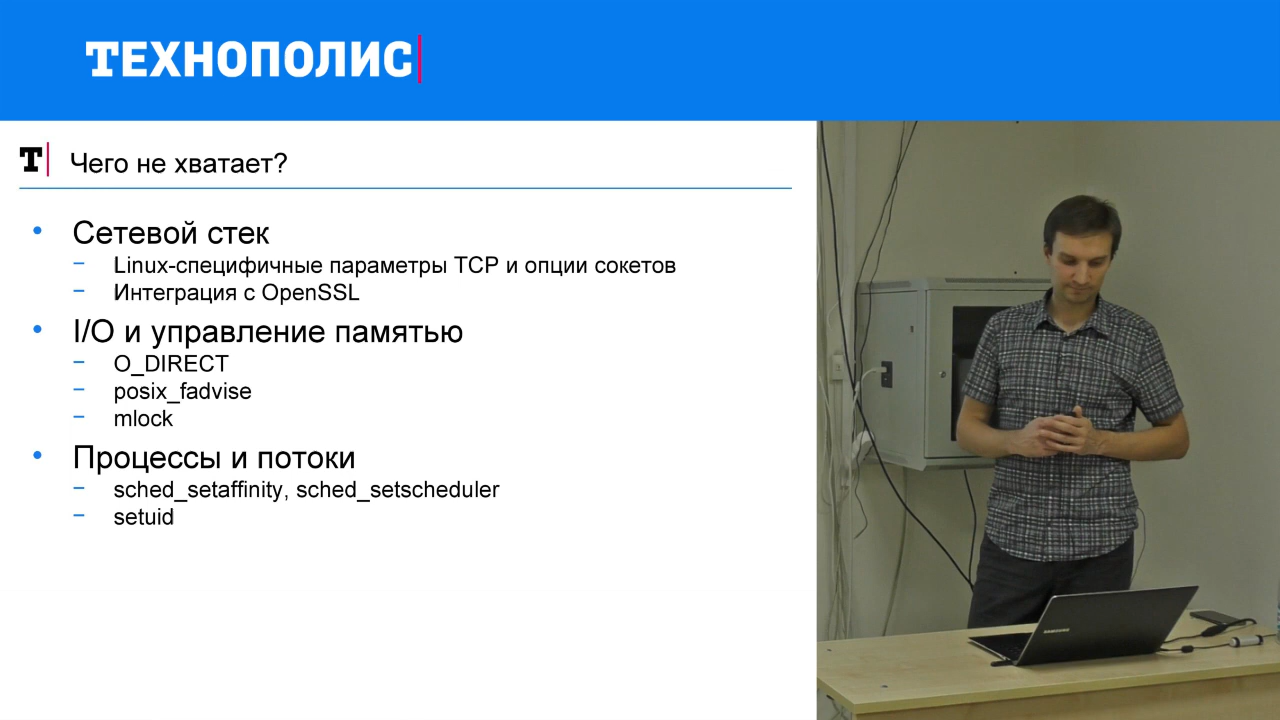 ТЕХНОПОЛИС
Т Чего не хватает?
Сетевой стек
Linux-специфичные параметры TCP и опции сокетов
Интеграция с OpenSSL
I/O и управление памятью
O_DIRECT
posix_fadvise
mlock
Процессы и потоки
sched_setaffinity, sched_setscheduler
setuid
SAMSUNG